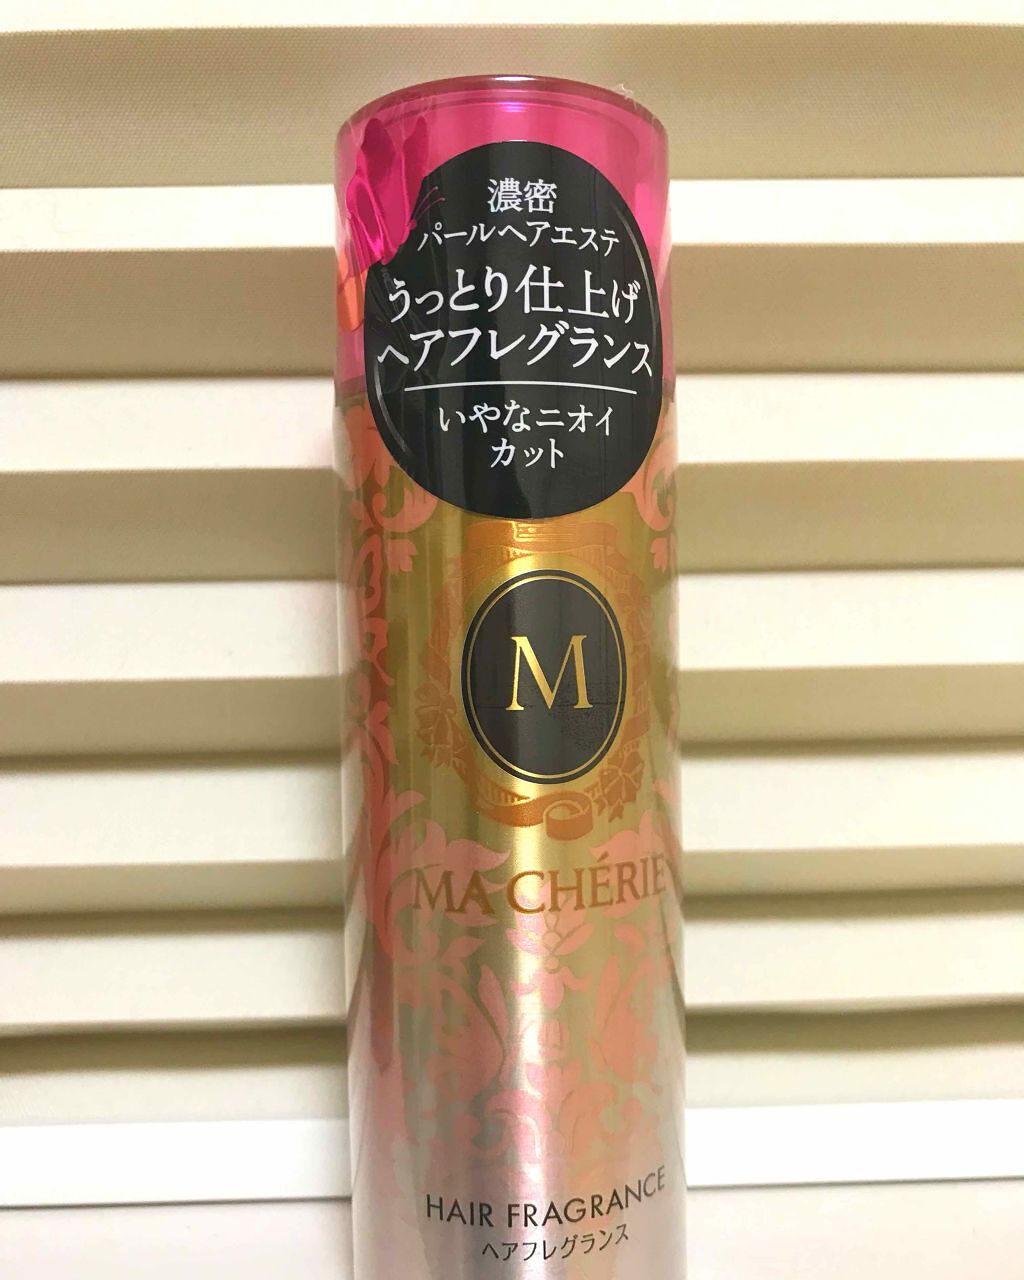 濃密
パールヘアエステ
うっとり仕上げ
ヘアフレグランス
いやなニオイ
カット
M
MA CHÉRIE
HAIR FRAGRANCE
ヘアフレグランス